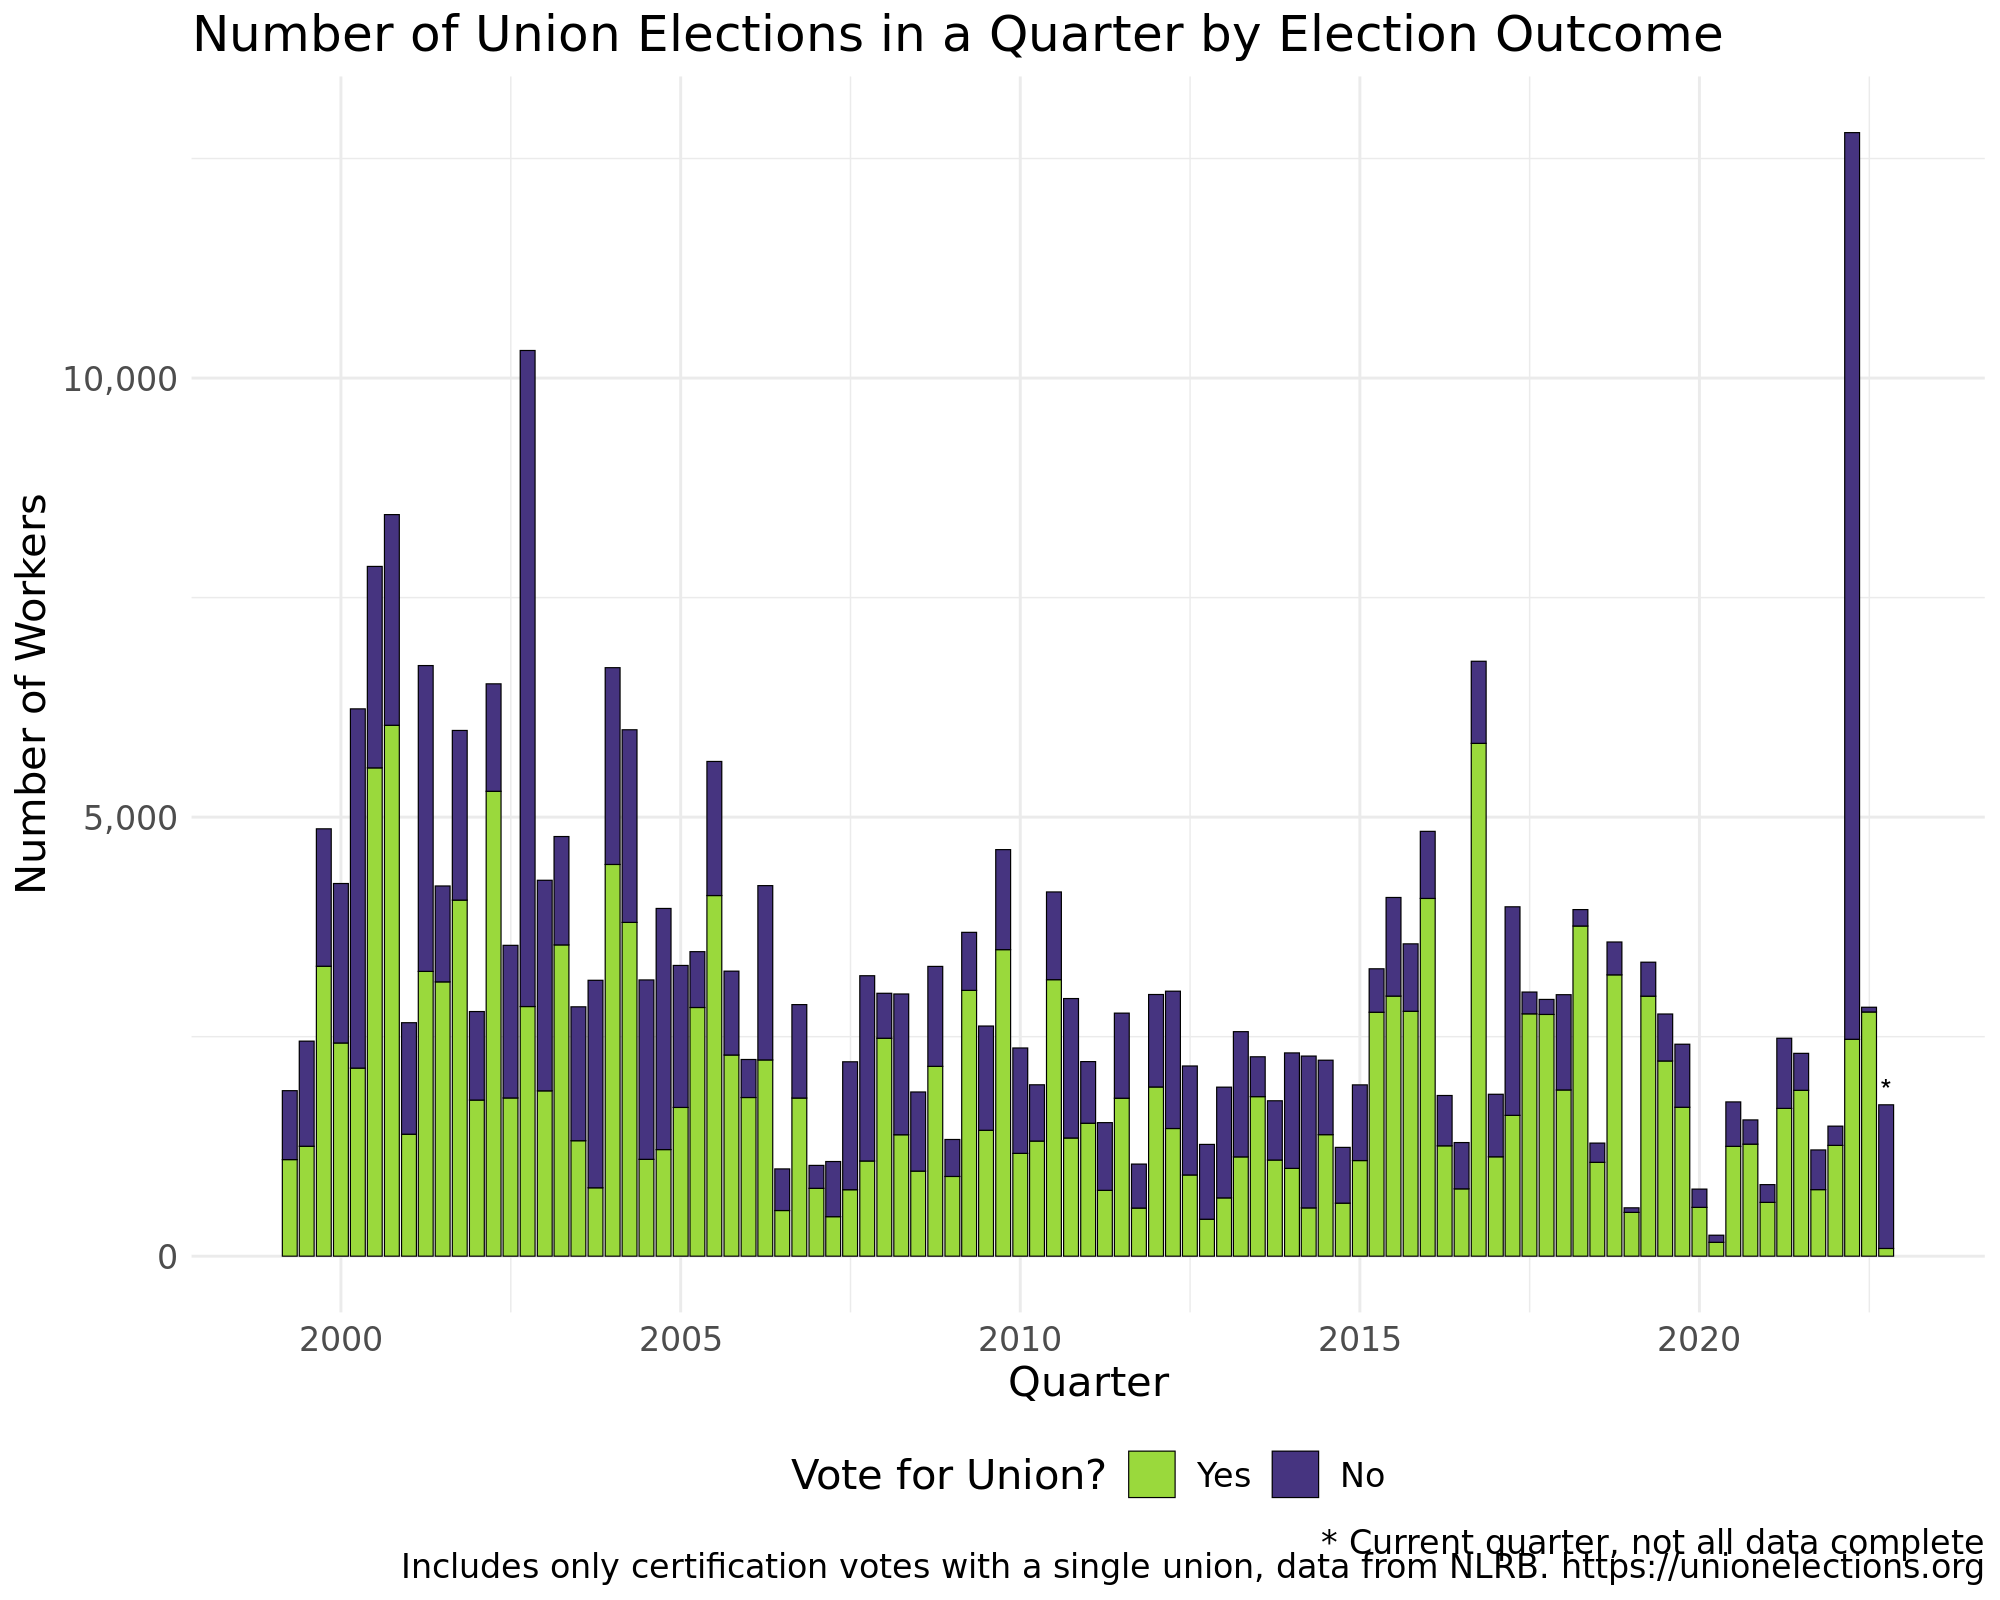 Number of Union Elections in a Quarter by Election Outcome
Number of Workers
10,000
5,000
0
*
2000 2005 2010 2015 2020
Quarter
Vote for Union? Yes No
* Current quarter, not all data complete
Includes only certification votes with a single union, data from NLRB. https://unionelections.org